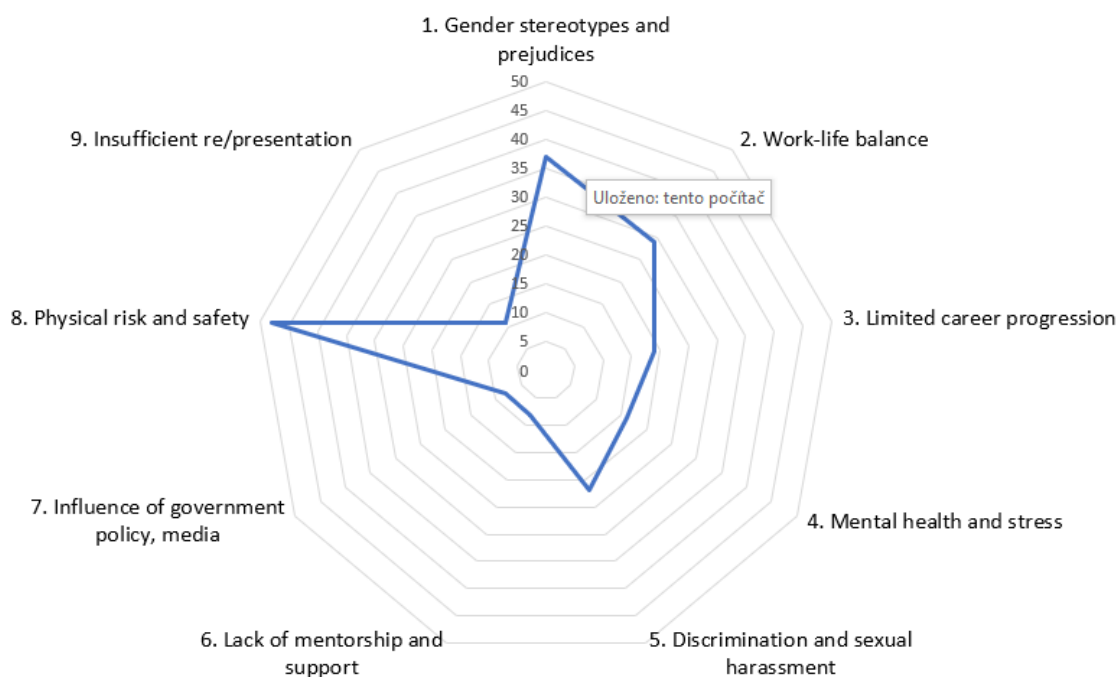 1. Gender stereotypes and
prejudices
50
45
40
35
30
25
20
15
10
5
0
2. Work-life balance
Uloženo: tento počítač
3. Limited career progression
4. Mental health and stress
5. Discrimination and sexual
harassment
6. Lack of mentorship and
support
7. Influence of government
policy, media
8. Physical risk and safety
9. Insufficient re/presentation